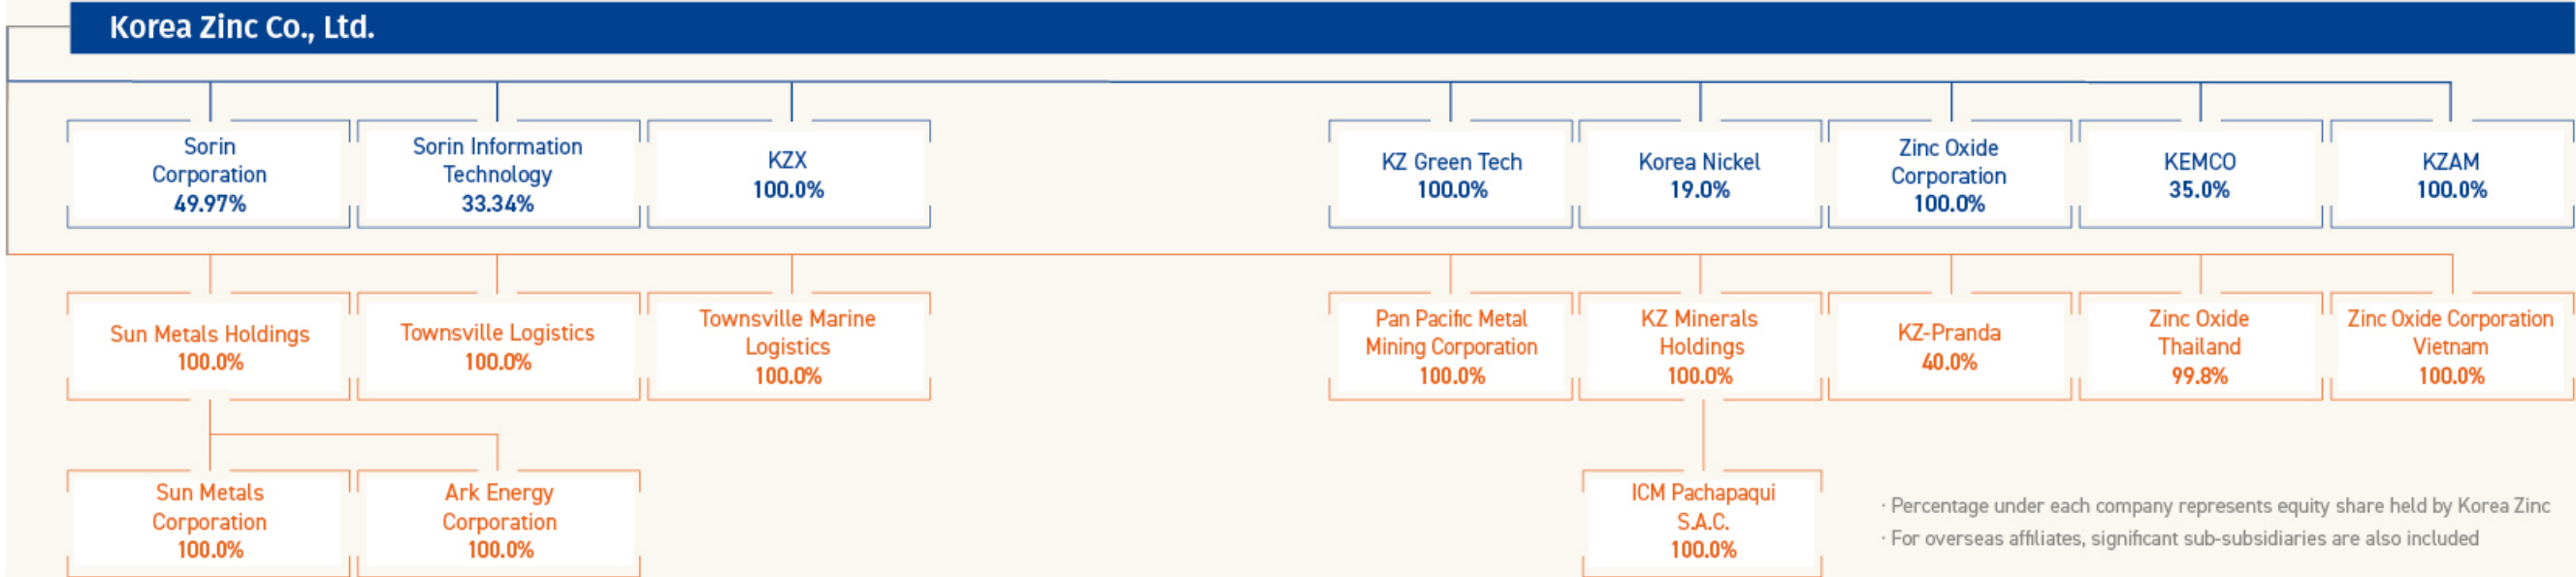 Korea Zinc Co., Ltd.
Sorin
Corporation
49.97%
Sorin Information
Technology
33.34%
KZX
100.0%
KZ Green Tech
100.0%
Korea Nickel
19.0%
Zinc Oxide
Corporation
100.0%
KEMCO
35.0%
KZAM
100.0%
Sun Metals Holdings
100.0%
Townsville Logistics
100.0%
Townsville Marine
Logistics
100.0%
Pan Pacific Metal
Mining Corporation
100.0%
KZ Minerals
Holdings
100.0%
KZ-Pranda
40.0%
Zinc Oxide
Thailand
99.8%
Zinc Oxide Corporation
Vietnam
100.0%
Sun Metals
Corporation
100.0%
Ark Energy
Corporation
100.0%
ICM Pachapaqui
S.A.C.
100.0%
· Percentage under each company represents equity share held by Korea Zinc
· For overseas affiliates, significant sub-subsidiaries are also included